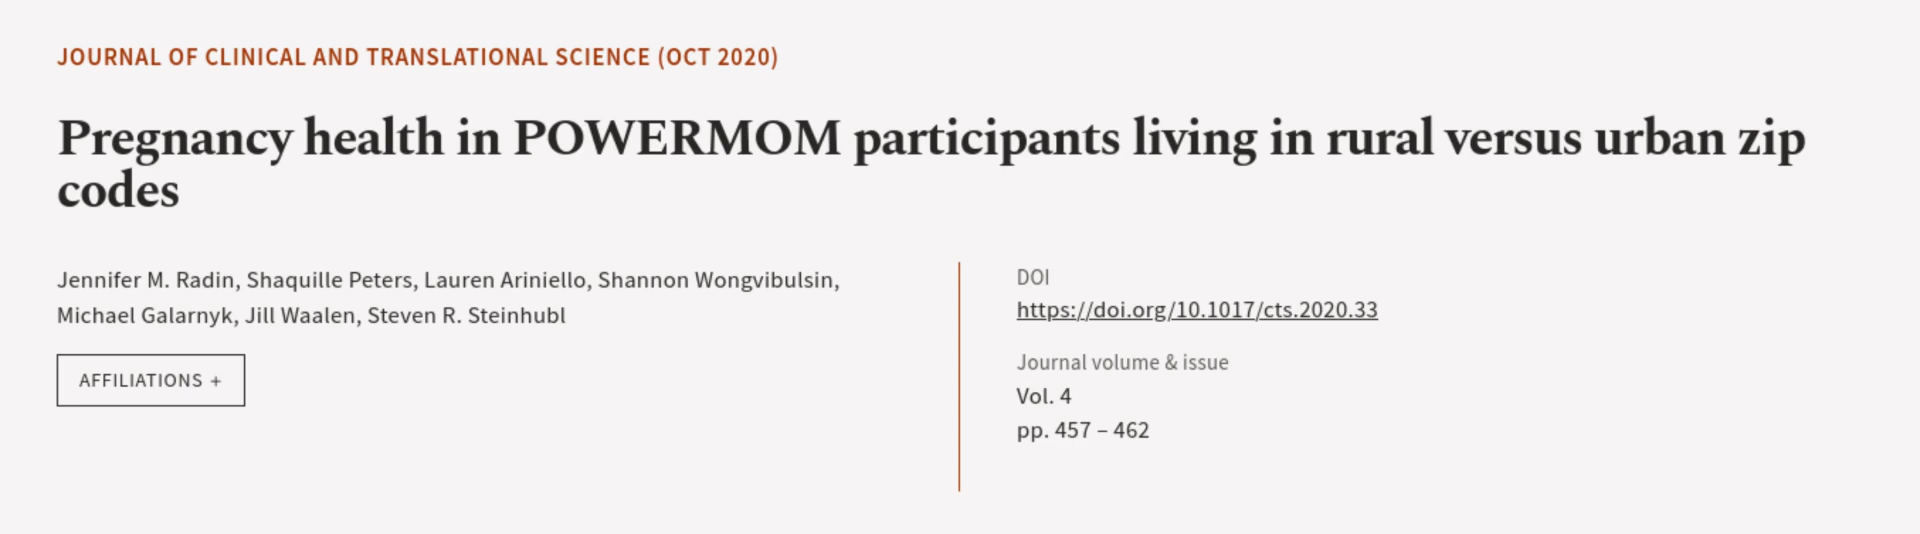 JOURNAL OF CLINICAL AND TRANSLATIONAL SCIENCE (OCT 2020)
Pregnancy health in POWERMOM participants living in rural versus urban zip
codes
Jennifer M. Radin, Shaquille Peters, Lauren Ariniello, Shannon Wongvibulsin,
Michael Galarnyk, Jill Waalen, Steven R. Steinhubl
AFFILIATIONS +
DOI
https://doi.org/10.1017/cts.2020.33
Journal volume & issue
Vol. 4
pp. 457 – 462